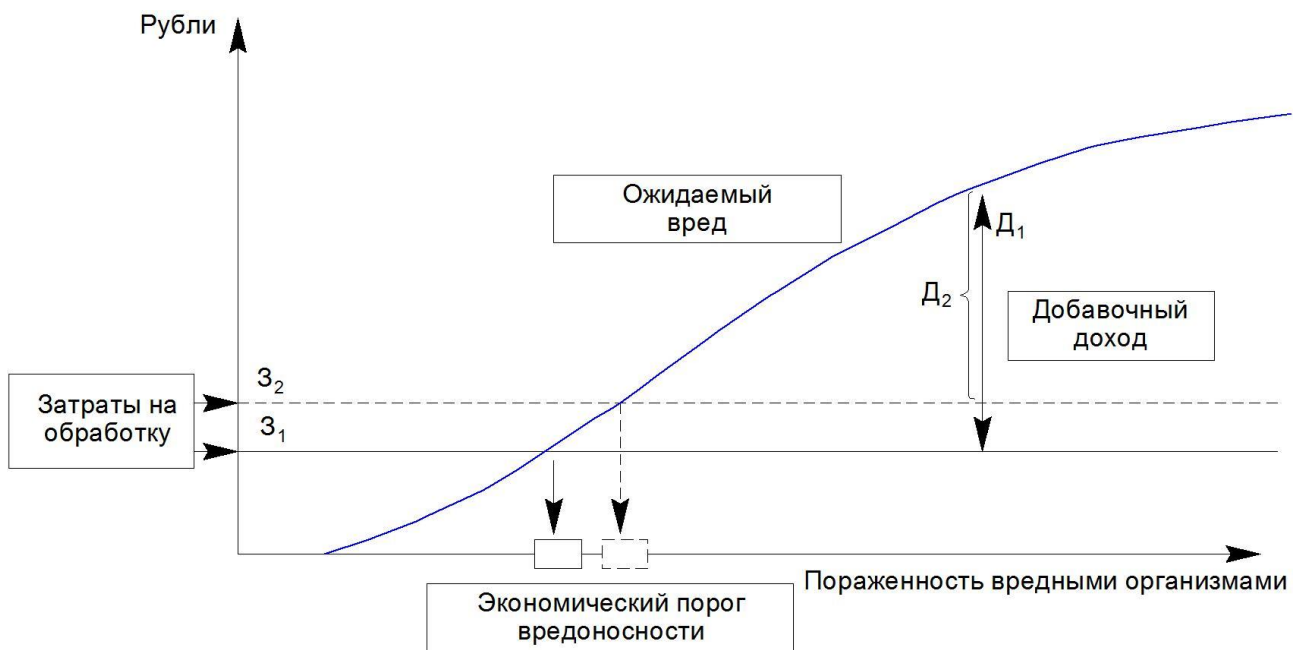 Рубли
Ожидаемый
вред
Д₁
Д₂
Добавочный
доход
З₂
Затраты на
обработку
З₁
Пораженность вредными организмами
Экономический порог
вредоносности